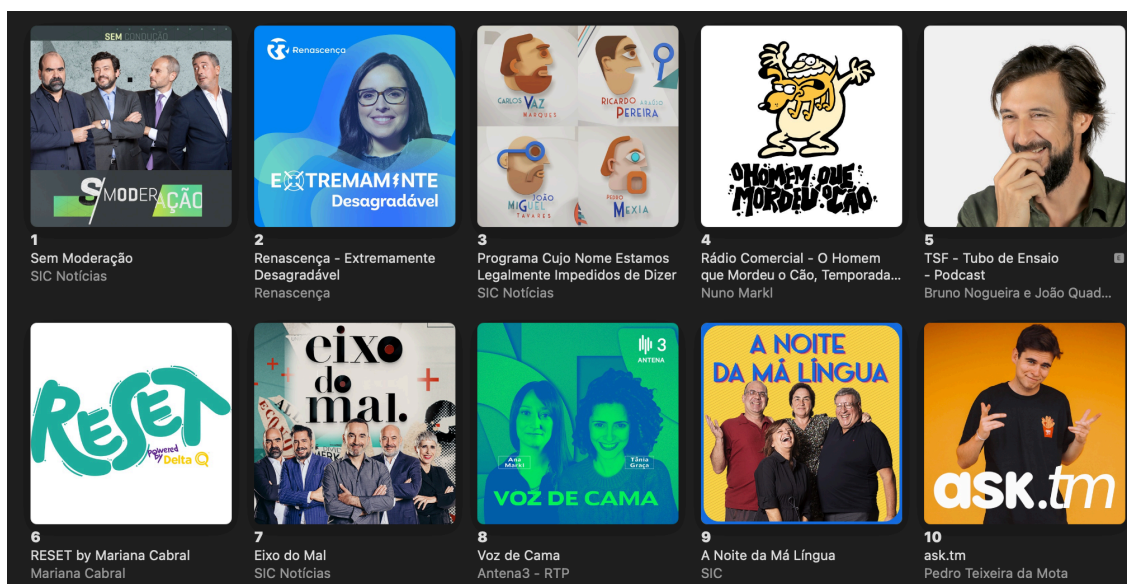 SEM CONDUÇÃO
S/MODERAÇÃO
1
Sem Moderação
SIC Notícias
Renascença
EXTREMAMENTE
Desagradável
2
Renascença - Extremamente
Desagradável
Renascença
CARLOS VAZ
MARQUES
RICARDO ARAÚJO
PEREIRA
JOÃO
MIGUEL
TAVARES
PEDRO
MEXIA
3
Programa Cujo Nome Estamos
Legalmente Impedidos de Dizer
SIC Notícias
O HOMEM QUE
MORDEU O CÃO
4
Rádio Comercial - O Homem
que Mordeu o Cão, Temporada...
Nuno Markl
5
TSF - Tubo de Ensaio
- Podcast
E
Bruno Nogueira e João Quad...
RESET
Powered
by Delta Q
6
RESET by Mariana Cabral
Mariana Cabral
eixo
do
mal.
7
Eixo do Mal
SIC Notícias
3
ANTENA
Ana
Markl
Tânia
Graça
VOZ DE CAMA
8
Voz de Cama
Antena3 - RTP
A NOITE
DA MÁ LÍNGUA
9
A Noite da Má Língua
SIC
ask.tm
10
ask.tm
Pedro Teixeira da Mota